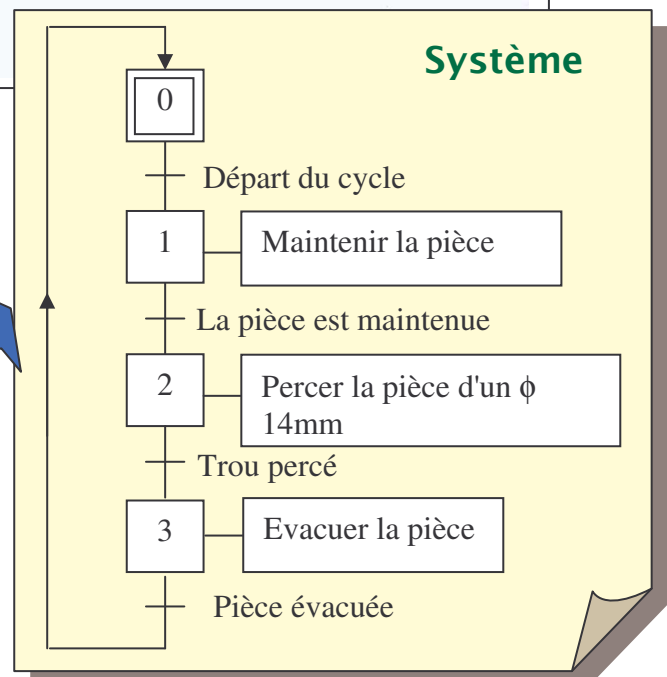 Système
0
Départ du cycle
1
Maintenir la pièce
La pièce est maintenue
2
Percer la pièce d'un ϕ
14mm
Trou percé
3
Evacuer la pièce
Pièce évacuée